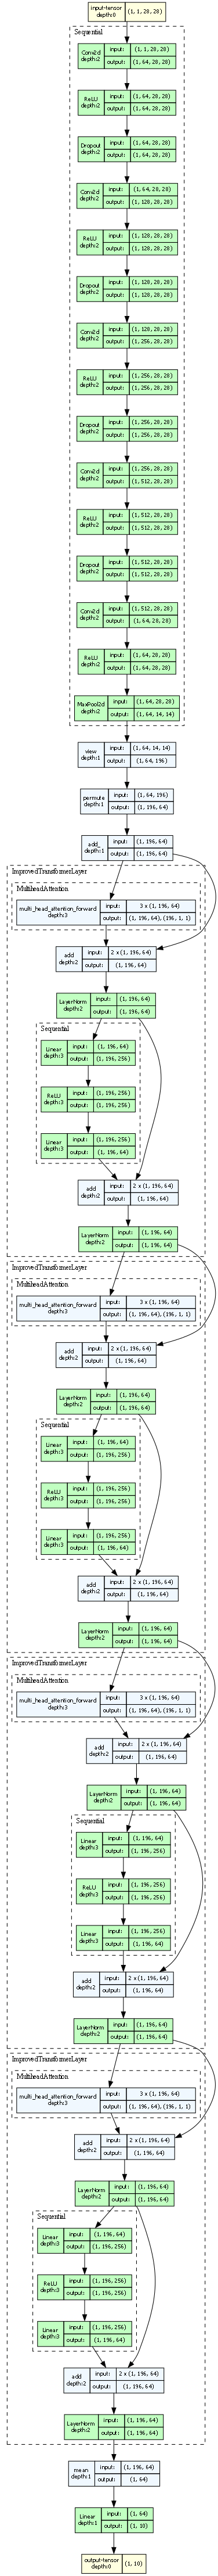 input-tensor (1, 1, 28, 28)
depth:0
Sequential
Conv2d input: (1, 1, 28, 28)
depth:2 output: (1, 64, 28, 28)
ReLU input: (1, 64, 28, 28)
depth:2 output: (1, 64, 28, 28)
Dropout input: (1, 64, 28, 28)
depth:2 output: (1, 64, 28, 28)
Conv2d input: (1, 64, 28, 28)
depth:2 output: (1, 128, 28, 28)
ReLU input: (1, 128, 28, 28)
depth:2 output: (1, 128, 28, 28)
Dropout input: (1, 128, 28, 28)
depth:2 output: (1, 128, 28, 28)
Conv2d input: (1, 128, 28, 28)
depth:2 output: (1, 256, 28, 28)
ReLU input: (1, 256, 28, 28)
depth:2 output: (1, 256, 28, 28)
Dropout input: (1, 256, 28, 28)
depth:2 output: (1, 256, 28, 28)
Conv2d input: (1, 256, 28, 28)
depth:2 output: (1, 512, 28, 28)
ReLU input: (1, 512, 28, 28)
depth:2 output: (1, 512, 28, 28)
Dropout input: (1, 512, 28, 28)
depth:2 output: (1, 512, 28, 28)
Conv2d input: (1, 512, 28, 28)
depth:2 output: (1, 64, 28, 28)
ReLU input: (1, 64, 28, 28)
depth:2 output: (1, 64, 28, 28)
MaxPool2d input: (1, 64, 28, 28)
depth:2 output: (1, 64, 14, 14)
view input: (1, 64, 14, 14)
depth:1 output: (1, 64, 196)
permute input: (1, 64, 196)
depth:1 output: (1, 196, 64)
add_ input: (1, 196, 64)
depth:1 output: (1, 196, 64)
ImprovedTransformerLayer
MultiheadAttention
multi_head_attention_forward input: 3 x (1, 196, 64)
depth:3 output: (1, 196, 64), (196, 1, 1)
add input: 2 x (1, 196, 64)
depth:2 output: (1, 196, 64)
LayerNorm input: (1, 196, 64)
depth:2 output: (1, 196, 64)
Sequential
Linear input: (1, 196, 64)
depth:3 output: (1, 196, 256)
ReLU input: (1, 196, 256)
depth:3 output: (1, 196, 256)
Linear input: (1, 196, 256)
depth:3 output: (1, 196, 64)
add input: 2 x (1, 196, 64)
depth:2 output: (1, 196, 64)
LayerNorm input: (1, 196, 64)
depth:2 output: (1, 196, 64)
ImprovedTransformerLayer
MultiheadAttention
multi_head_attention_forward input: 3 x (1, 196, 64)
depth:3 output: (1, 196, 64), (196, 1, 1)
add input: 2 x (1, 196, 64)
depth:2 output: (1, 196, 64)
LayerNorm input: (1, 196, 64)
depth:2 output: (1, 196, 64)
Sequential
Linear input: (1, 196, 64)
depth:3 output: (1, 196, 256)
ReLU input: (1, 196, 256)
depth:3 output: (1, 196, 256)
Linear input: (1, 196, 256)
depth:3 output: (1, 196, 64)
add input: 2 x (1, 196, 64)
depth:2 output: (1, 196, 64)
LayerNorm input: (1, 196, 64)
depth:2 output: (1, 196, 64)
ImprovedTransformerLayer
MultiheadAttention
multi_head_attention_forward input: 3 x (1, 196, 64)
depth:3 output: (1, 196, 64), (196, 1, 1)
add input: 2 x (1, 196, 64)
depth:2 output: (1, 196, 64)
LayerNorm input: (1, 196, 64)
depth:2 output: (1, 196, 64)
Sequential
Linear input: (1, 196, 64)
depth:3 output: (1, 196, 256)
ReLU input: (1, 196, 256)
depth:3 output: (1, 196, 256)
Linear input: (1, 196, 256)
depth:3 output: (1, 196, 64)
add input: 2 x (1, 196, 64)
depth:2 output: (1, 196, 64)
LayerNorm input: (1, 196, 64)
depth:2 output: (1, 196, 64)
ImprovedTransformerLayer
MultiheadAttention
multi_head_attention_forward input: 3 x (1, 196, 64)
depth:3 output: (1, 196, 64), (196, 1, 1)
add input: 2 x (1, 196, 64)
depth:2 output: (1, 196, 64)
LayerNorm input: (1, 196, 64)
depth:2 output: (1, 196, 64)
Sequential
Linear input: (1, 196, 64)
depth:3 output: (1, 196, 256)
ReLU input: (1, 196, 256)
depth:3 output: (1, 196, 256)
Linear input: (1, 196, 256)
depth:3 output: (1, 196, 64)
add input: 2 x (1, 196, 64)
depth:2 output: (1, 196, 64)
LayerNorm input: (1, 196, 64)
depth:2 output: (1, 196, 64)
mean input: (1, 196, 64)
depth:1 output: (1, 64)
Linear input: (1, 64)
depth:1 output: (1, 10)
output-tensor (1, 10)
depth:0